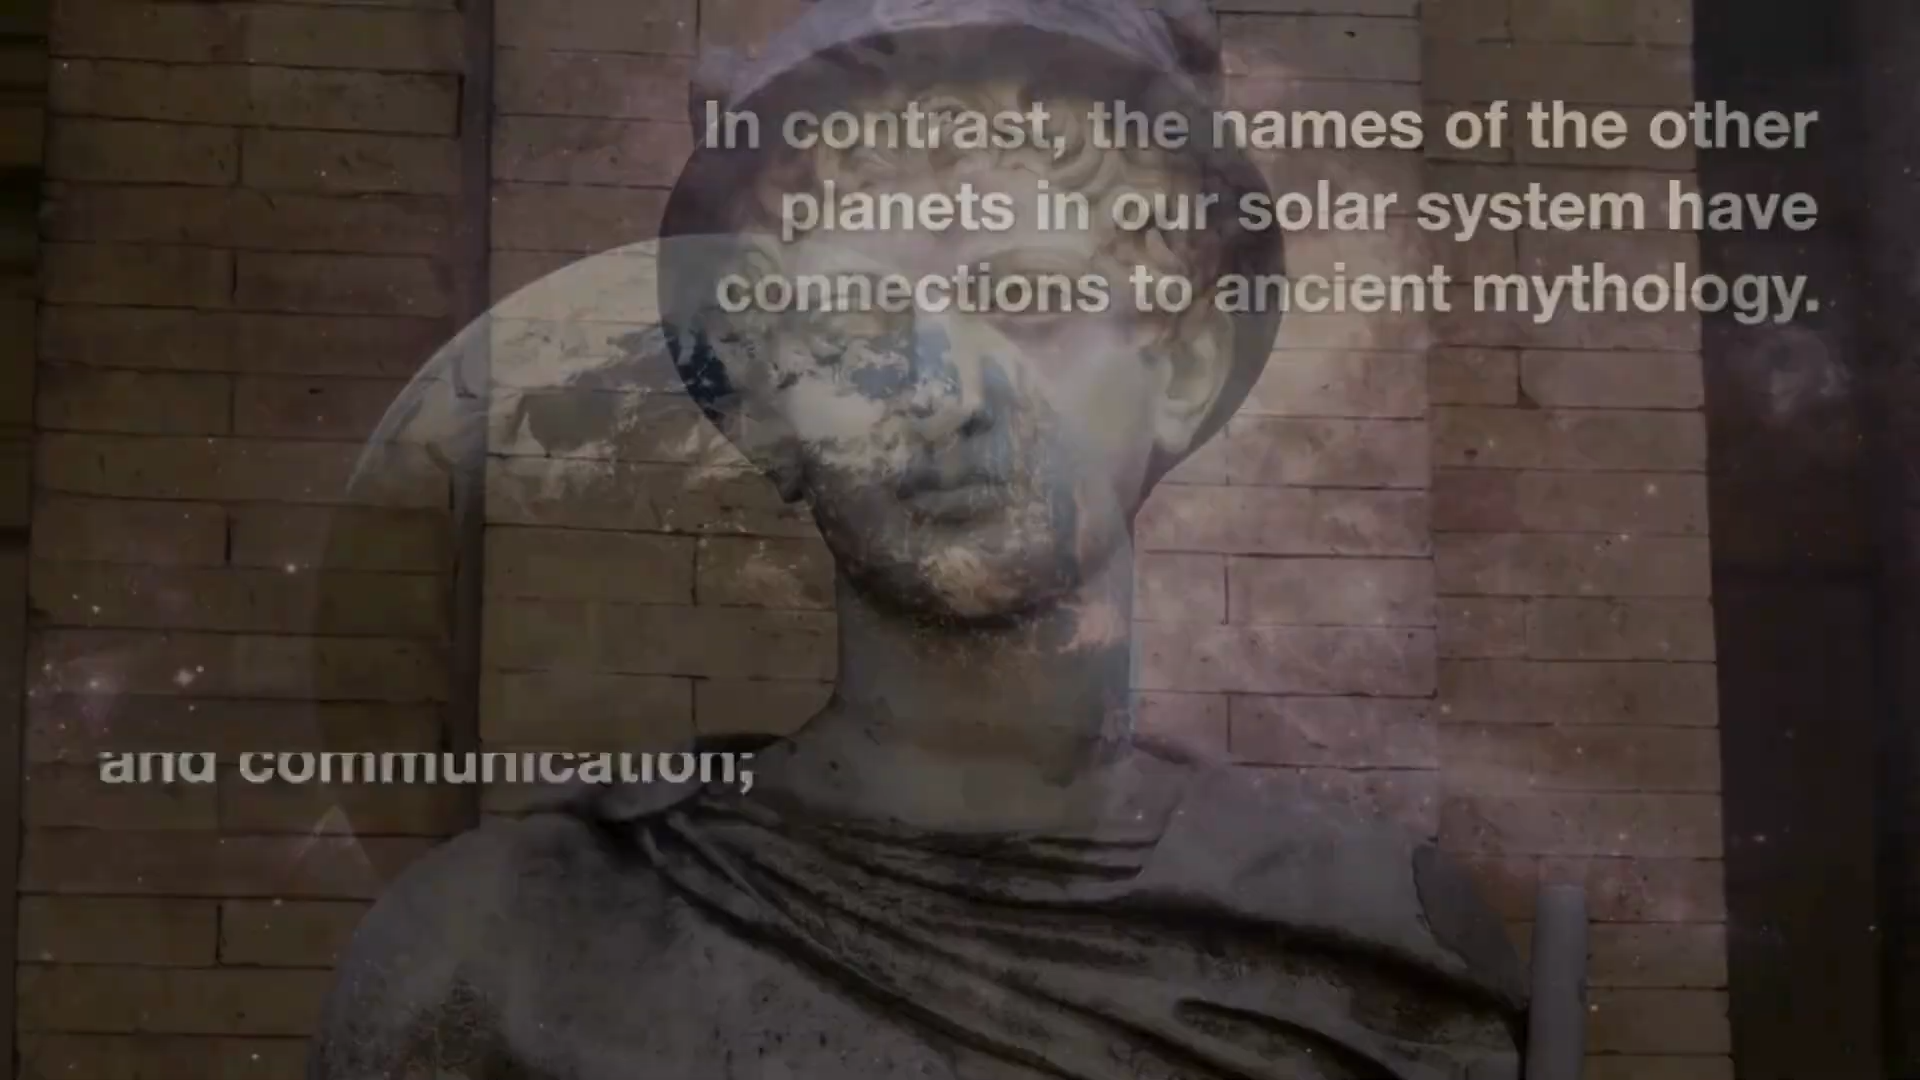 In contrast, the names of the other
planets in our solar system have
connections to ancient mythology.
and communication;